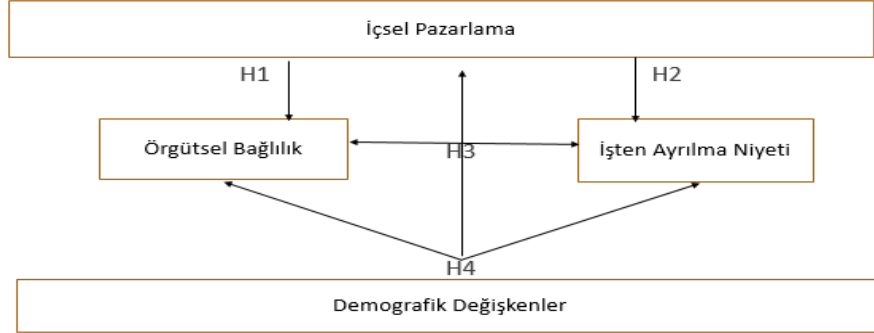 İçsel Pazarlama
H1
H2
Örgütsel Bağlılık
H3
İşten Ayrılma Niyeti
H4
Demografik Değişkenler